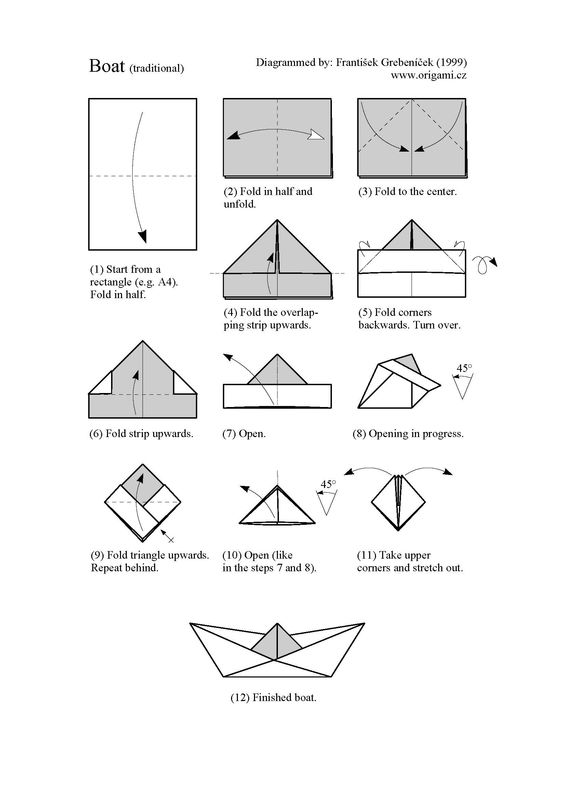 Boat (traditional)
Diagrammed by: František Grebeníček (1999)
www.origami.cz
(1) Start from a
rectangle (e.g. A4).
Fold in half.
(2) Fold in half and
unfold.
(3) Fold to the center.
(4) Fold the overlap-
ping strip upwards.
(5) Fold corners
backwards. Turn over.
(6) Fold strip upwards.
(7) Open.
45°
(8) Opening in progress.
(9) Fold triangle upwards.
Repeat behind.
45°
(10) Open (like
in the steps 7 and 8).
(11) Take upper
corners and stretch out.
(12) Finished boat.